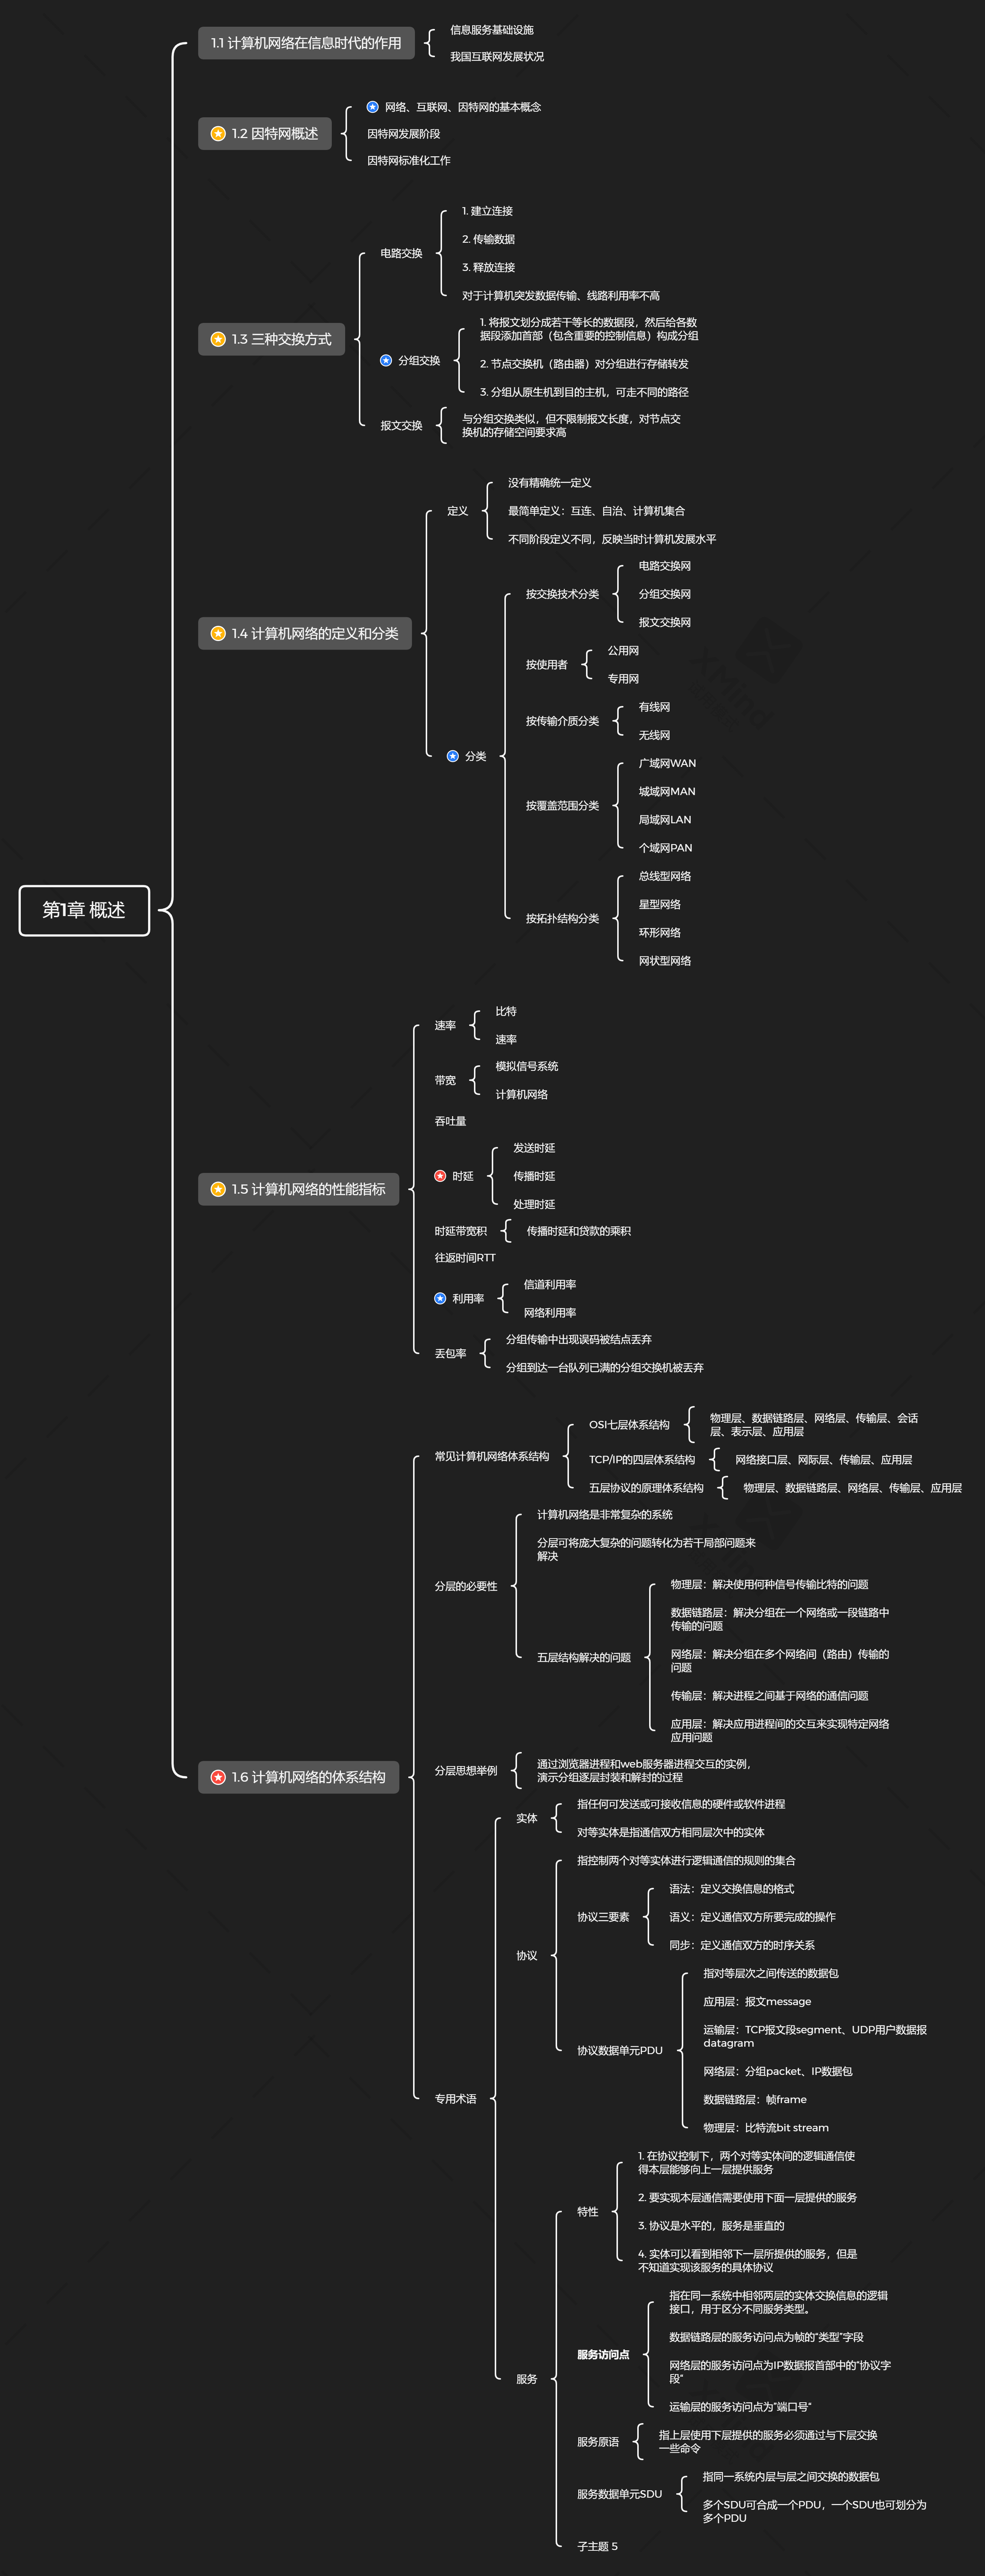 1.1 计算机网络在信息时代的作用
信息服务基础设施
我国互联网发展状况
1.2 因特网概述
网络、互联网、因特网的基本概念
因特网发展阶段
因特网标准化工作
1.3 三种交换方式
电路交换
1. 建立连接
2. 传输数据
3. 释放连接
对于计算机突发数据传输、线路利用率不高
分组交换
1. 将报文划分成若干等长的数据段，然后给各数
据段添加首部（包含重要的控制信息）构成分组
2. 节点交换机（路由器）对分组进行存储转发
3. 分组从原生机到目的主机，可走不同的路径
报文交换
与分组交换类似，但不限制报文长度，对节点交
换机的存储空间要求高
1.4 计算机网络的定义和分类
定义
没有精确统一定义
最简单定义：互连、自治、计算机集合
不同阶段定义不同，反映当时计算机发展水平
分类
按交换技术分类
电路交换网
分组交换网
报文交换网
按使用者
公用网
专用网
按传输介质分类
有线网
无线网
按覆盖范围分类
广域网WAN
城域网MAN
局域网LAN
个域网PAN
按拓扑结构分类
总线型网络
星型网络
环形网络
网状型网络
第1章 概述
1.5 计算机网络的性能指标
速率
比特
速率
带宽
模拟信号系统
计算机网络
吞吐量
时延
发送时延
传播时延
处理时延
时延带宽积
传播时延和贷款的乘积
往返时间RTT
利用率
信道利用率
网络利用率
丢包率
分组传输中出现误码被结点丢弃
分组到达一台队列已满的分组交换机被丢弃
1.6 计算机网络的体系结构
常见计算机网络体系结构
OSI七层体系结构
物理层、数据链路层、网络层、传输层、会话
层、表示层、应用层
TCP/IP的四层体系结构
网络接口层、网际层、传输层、应用层
五层协议的原理体系结构
物理层、数据链路层、网络层、传输层、应用层
分层的必要性
计算机网络是非常复杂的系统
分层可将庞大复杂的问题转化为若干局部问题来
解决
五层结构解决的问题
物理层：解决使用何种信号传输比特的问题
数据链路层：解决分组在一个网络或一段链路中
传输的问题
网络层：解决分组在多个网络间（路由）传输的
问题
传输层：解决进程之间基于网络的通信问题
应用层：解决应用进程间的交互来实现特定网络
应用问题
分层思想举例
通过浏览器进程和web服务器进程交互的实例，
演示分组逐层封装和解封的过程
专用术语
实体
指任何可发送或可接收信息的硬件或软件进程
对等实体是指通信双方相同层次中的实体
协议
指控制两个对等实体进行逻辑通信的规则的集合
协议三要素
语法：定义交换信息的格式
语义：定义通信双方所要完成的操作
同步：定义通信双方的时序关系
协议数据单元PDU
指对等层次之间传送的数据包
应用层：报文message
运输层：TCP报文段segment、UDP用户数据报
datagram
网络层：分组packet、IP数据包
数据链路层：帧frame
物理层：比特流bit stream
服务
特性
1. 在协议控制下，两个对等实体间的逻辑通信使
得本层能够向上一层提供服务
2. 要实现本层通信需要使用下面一层提供的服务
3. 协议是水平的，服务是垂直的
4. 实体可以看到相邻下一层所提供的服务，但是
不知道实现该服务的具体协议
服务访问点
指在同一系统中相邻两层的实体交换信息的逻辑
接口，用于区分不同服务类型。
数据链路层的服务访问点为帧的“类型”字段
网络层的服务访问点为IP数据报首部中的“协议字
段”
运输层的服务访问点为“端口号”
服务原语
指上层使用下层提供的服务必须通过与下层交换
一些命令
服务数据单元SDU
指同一系统内层与层之间交换的数据包
多个SDU可合成一个PDU，一个SDU也可划分为
多个PDU
子主题 5
XMind